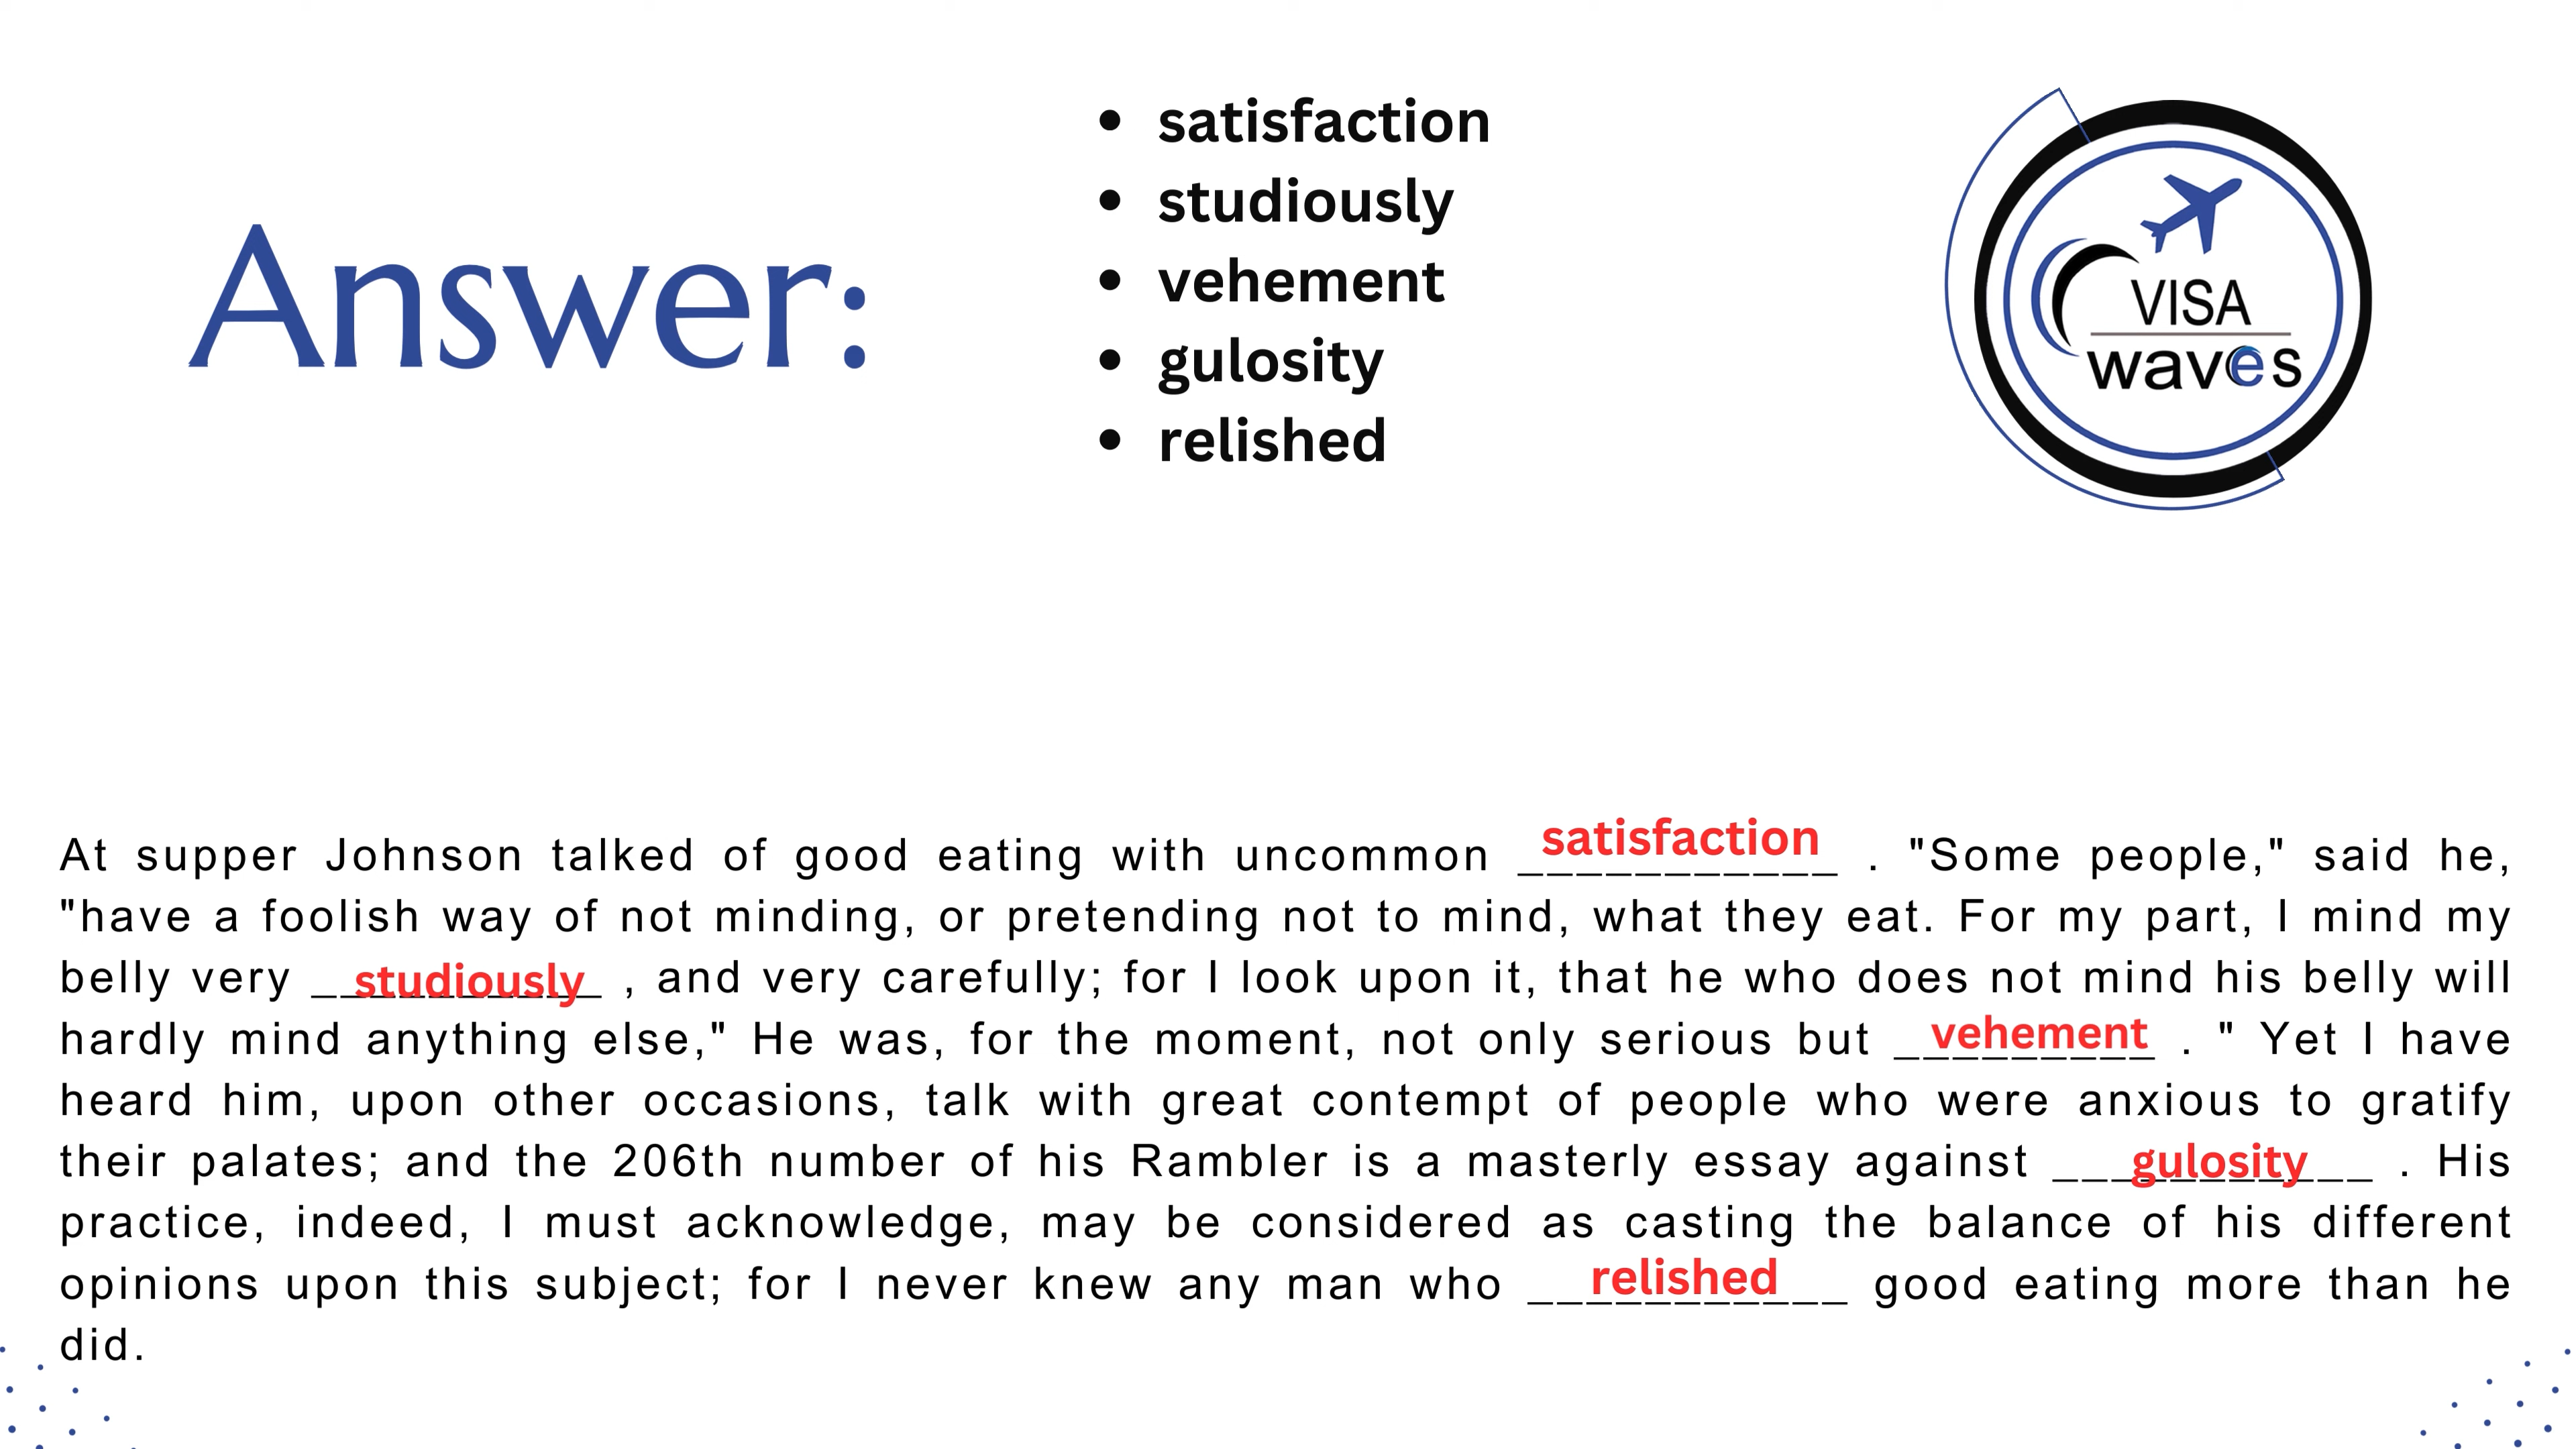 Answer:
• satisfaction
• studiously
• vehement
• gulosity
• relished
VISA
waves
At supper Johnson talked of good eating with uncommon satisfaction . "Some people," said he,
"have a foolish way of not minding, or pretending not to mind, what they eat. For my part, I mind my
belly very studiously , and very carefully; for I look upon it, that he who does not mind his belly will
hardly mind anything else," He was, for the moment, not only serious but vehement . " Yet I have
heard him, upon other occasions, talk with great contempt of people who were anxious to gratify
their palates; and the 206th number of his Rambler is a masterly essay against gulosity . His
practice, indeed, I must acknowledge, may be considered as casting the balance of his different
opinions upon this subject; for I never knew any man who relished good eating more than he
did.